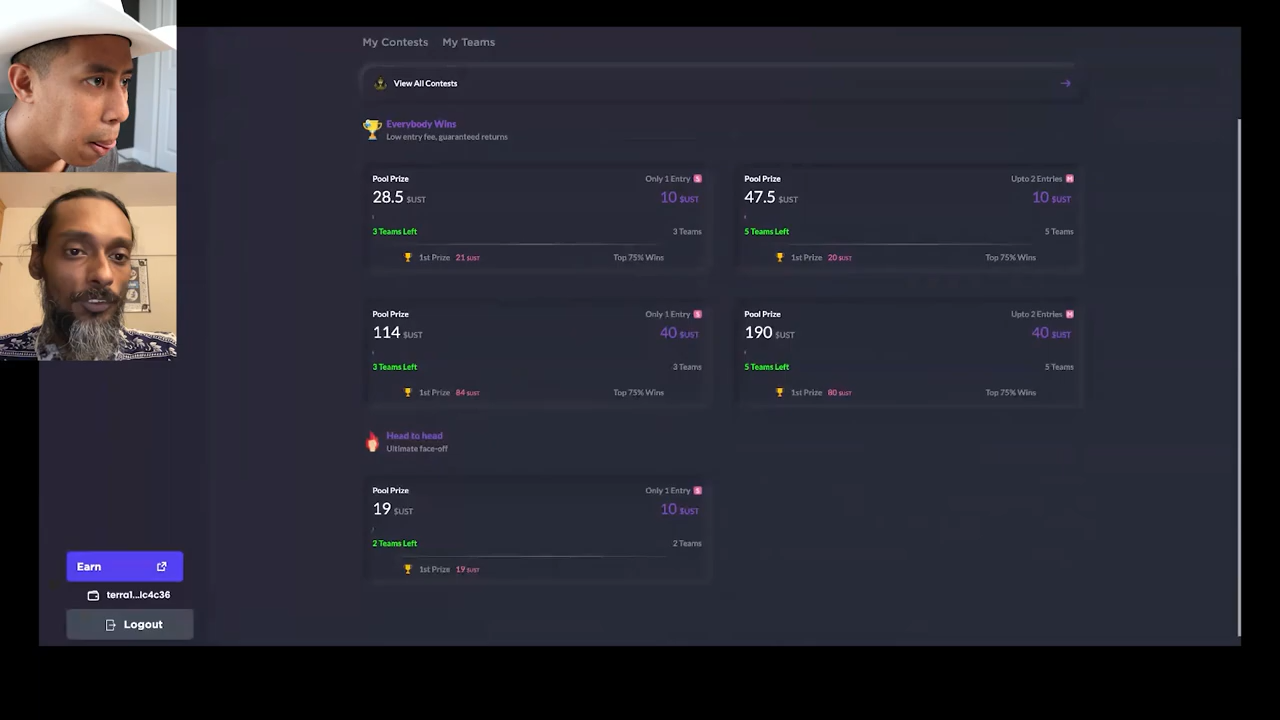 My Contests My Teams
View All Contests
Everybody Wins
Low entry fee, guaranteed returns
Pool Prize Only 1 Entry S
28.5 $UST 10 $UST
3 Teams Left 3 Teams
1st Prize 21 $UST Top 75% Wins
Pool Prize Upto 2 Entries M
47.5 $UST 10 $UST
5 Teams Left 5 Teams
1st Prize 20 $UST Top 75% Wins
Pool Prize Only 1 Entry S
114 $UST 40 $UST
3 Teams Left 3 Teams
1st Prize 84 $UST Top 75% Wins
Pool Prize Upto 2 Entries M
190 $UST 40 $UST
5 Teams Left 5 Teams
1st Prize 80 $UST Top 75% Wins
Head to head
Ultimate face-off
Pool Prize Only 1 Entry S
19 $UST 10 $UST
2 Teams Left 2 Teams
1st Prize 19 $UST
Earn
terra1...lc4c36
Logout